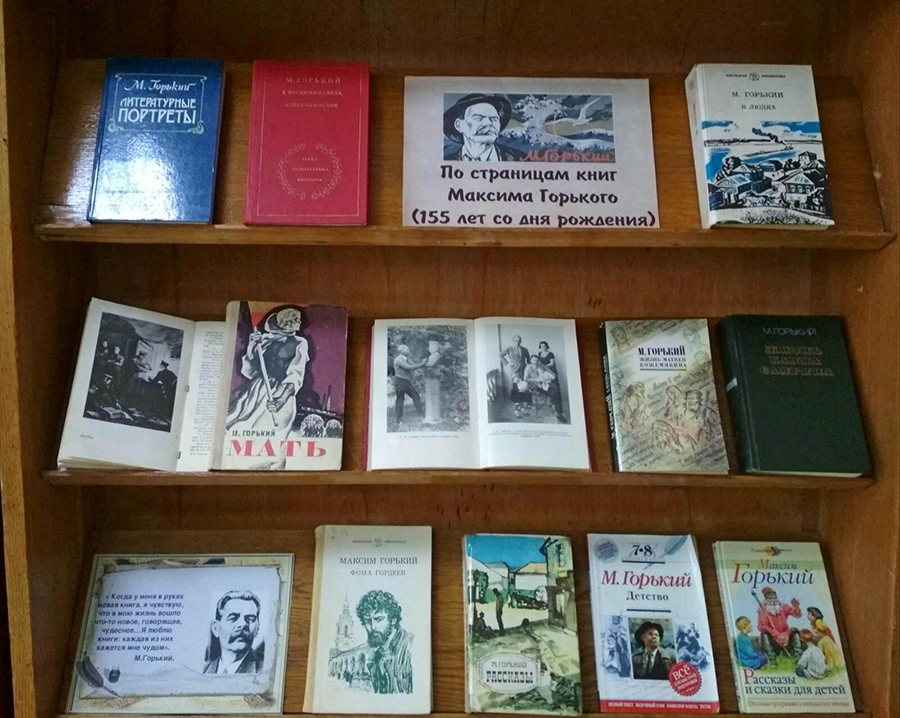 М. Горький
ЛИТЕРАТУРНЫЕ
ПОРТРЕТЫ
М. ГОРЬКИЙ
В ВОСПОМИНАНИЯХ
СОВРЕМЕННИКОВ
М.ГОРЬКИЙ
По страницам книг
Максима Горького
(155 лет со дня рождения)
М. ГОРЬКИЙ
В ЛЮДЯХ
М. ГОРЬКИЙ
МАТЬ
М. ГОРЬКИЙ
ЖИЗНЬ МАТВЕЯ
КОЖЕМЯКИНА
М.ГОРЬКИЙ
ЖИЗНЬ
КЛИМА
САМГИНА
« Когда у меня в руках
новая книга, я чувствую,
что в мою жизнь вошло
что-то новое, говорящее,
чудесное...Я люблю
книги: каждая из них
кажется мне чудом».
М.Горький.
МАКСИМ ГОРЬКИЙ
ФОМА ГОРДЕЕВ
М. ГОРЬКИЙ
РАССКАЗЫ
7-8
М. Горький
Детство
ВСЁ
Максим
Горький
Рассказы
и сказки для детей